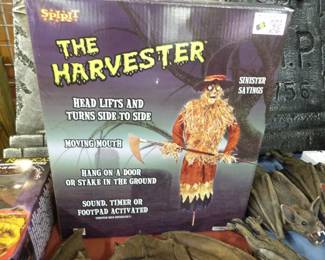 SPIRIT
THE
HARVESTER
SINISTER
SAYINGS
HEAD LIFTS AND
TURNS SIDE TO SIDE
MOVING MOUTH
HANG ON A DOOR
OR STAKE IN THE GROUND
SOUND, TIMER OR
FOOTPAD ACTIVATED
.P
156